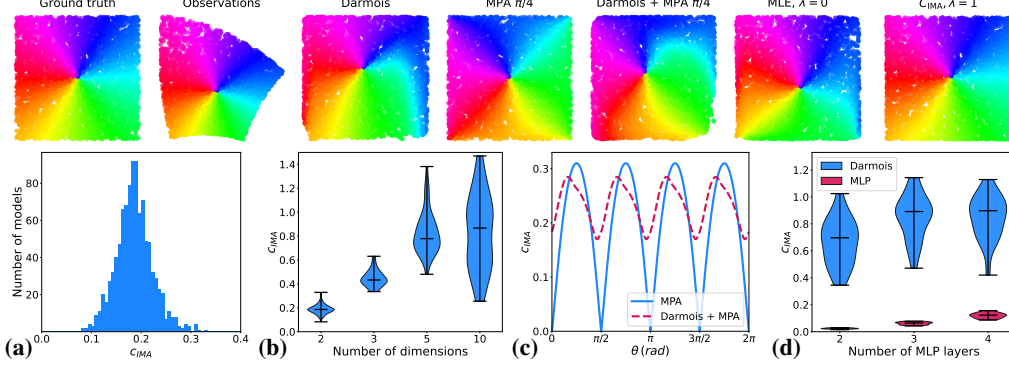 Ground truth Observations Darmois MPA π/4 Darmois + MPA π/4 MLE, λ = 0 C_IMA, λ = 1
Number of models
80
60
40
20
0.0 0.1 0.2 0.3 0.4
(a) c_IMA
c_IMA
1.4
1.2
1.0
0.8
0.6
0.4
0.2
0.0
2 3 5 10
(b) Number of dimensions
c_IMA
0.3
0.2
0.1
0.0
MPA
Darmois + MPA
0 π/2 π 3π/2 2π
(c) θ (rad)
c_IMA
1.2
1.0
0.8
0.6
0.4
0.2
0.0
Darmois
MLP
2 3 4
(d) Number of MLP layers